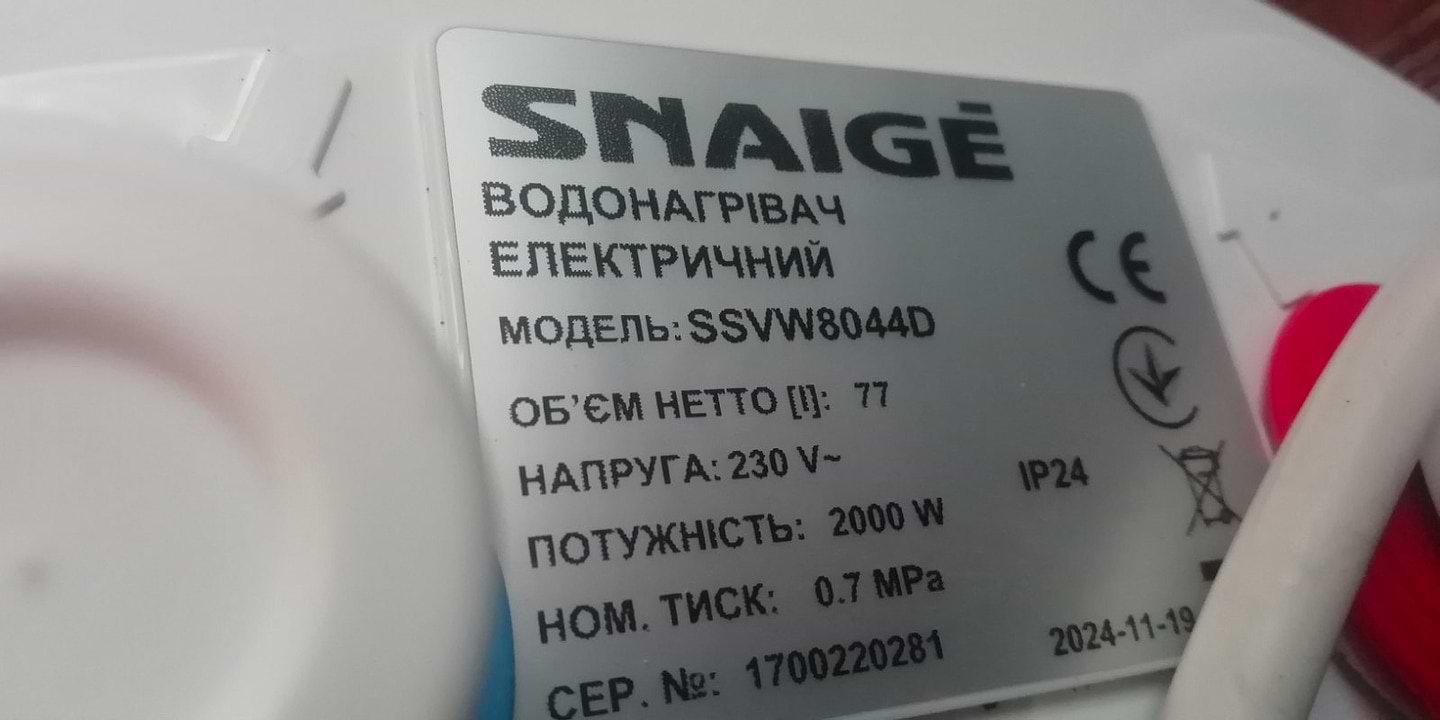 SNAIGĖ
ВОДОНАГРІВАЧ
ЕЛЕКТРИЧНИЙ
МОДЕЛЬ: SSVW8044D
ОБ’ЄМ НЕТТО [l]: 77
НАПРУГА: 230 V~
ПОТУЖНІСТЬ: 2000 W
НОМ. ТИСК: 0.7 MPa
СЕР. №: 1700220281
CE
IP24
2024-11-19